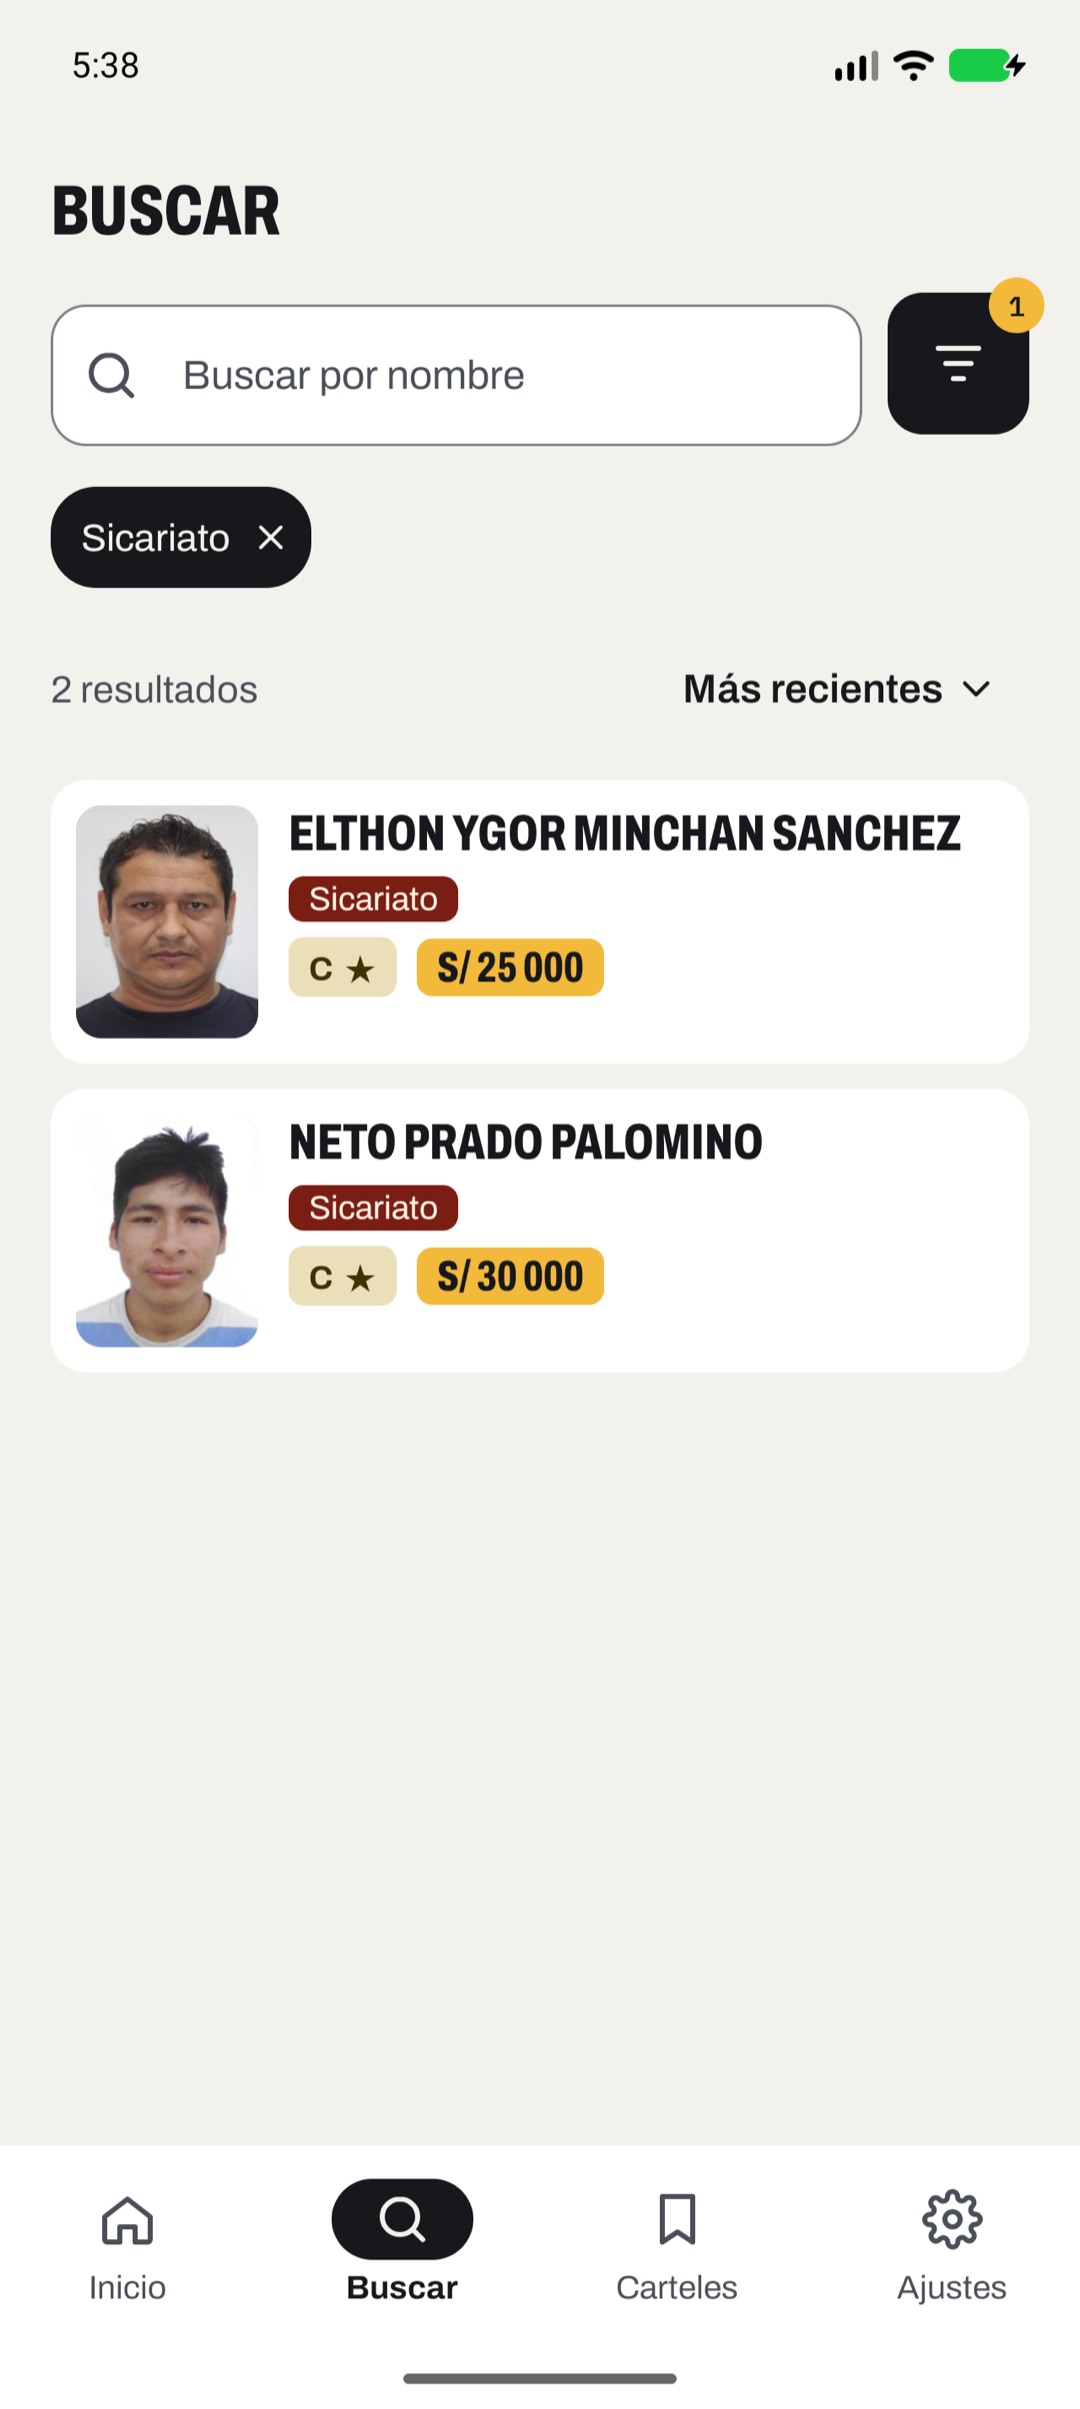 5:38
BUSCAR
1
Buscar por nombre
Sicariato
2 resultados
Más recientes
ELTHON YGOR MINCHAN SANCHEZ
Sicariato
C ★ S/ 25 000
NETO PRADO PALOMINO
Sicariato
C ★ S/ 30 000
Inicio Buscar Carteles Ajustes